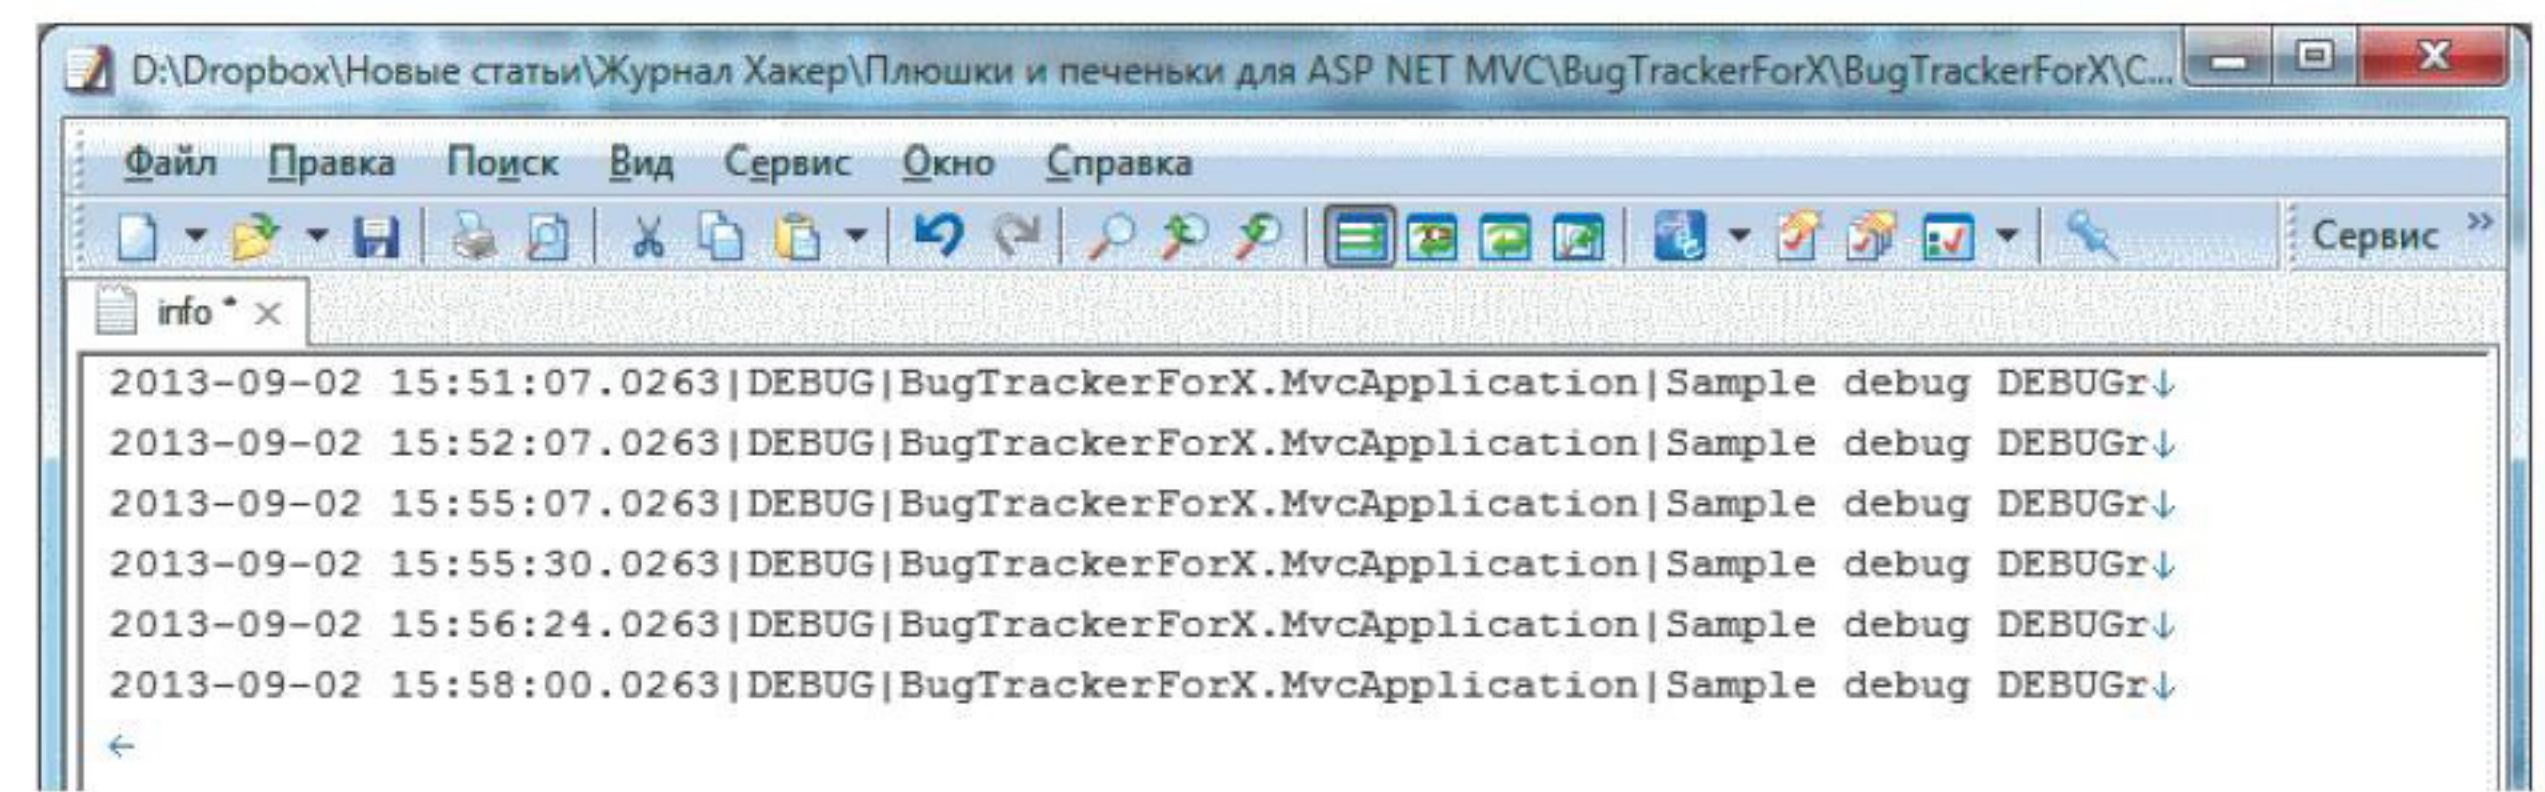 D:\Dropbox\Новые статьи\Журнал Хакер\Плюшки и печеньки для ASP NET MVC\BugTrackerForX\BugTrackerForX\C...
Файл Правка Поиск Вид Сервис Окно Справка
Сервис »
info *
2013-09-02 15:51:07.0263|DEBUG|BugTrackerForX.MvcApplication|Sample debug DEBUGr↓
2013-09-02 15:52:07.0263|DEBUG|BugTrackerForX.MvcApplication|Sample debug DEBUGr↓
2013-09-02 15:55:07.0263|DEBUG|BugTrackerForX.MvcApplication|Sample debug DEBUGr↓
2013-09-02 15:55:30.0263|DEBUG|BugTrackerForX.MvcApplication|Sample debug DEBUGr↓
2013-09-02 15:56:24.0263|DEBUG|BugTrackerForX.MvcApplication|Sample debug DEBUGr↓
2013-09-02 15:58:00.0263|DEBUG|BugTrackerForX.MvcApplication|Sample debug DEBUGr↓
←